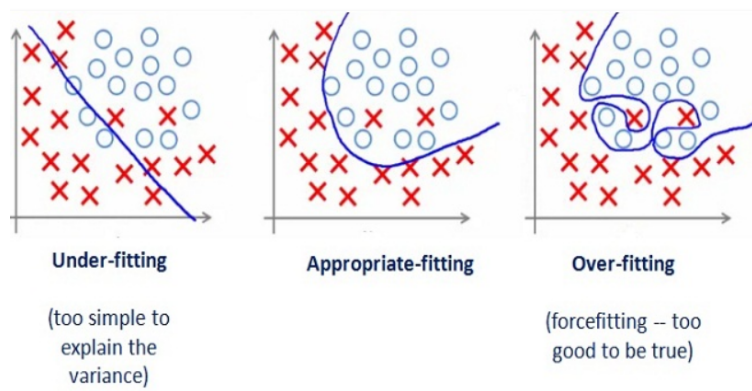 Under-fitting
(too simple to
explain the
variance)
Appropriate-fitting
Over-fitting
(forcefitting -- too
good to be true)